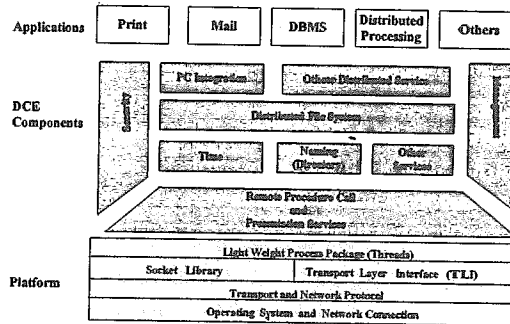 Applications
Print
Mail
DBMS
Distributed
Processing
Others
DCE
Components
Security
PC Integration
Others Distributed Service
Management
Distributed File System
Time
Naming
(Directory)
Other
Services
Remote Procedure Call
and
Presentation Services
Platform
Light Weight Process Package (Threads)
Socket Library
Transport Layer Interface (TLI)
Transport and Network Protocol
Operating System and Network Connection